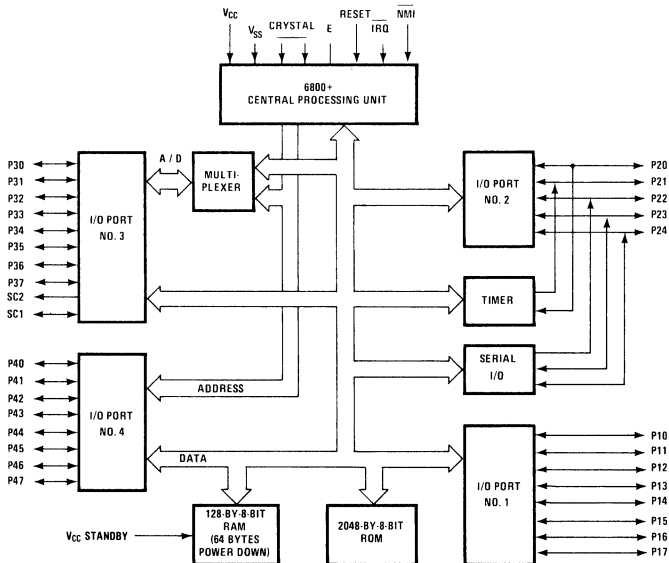 VCC
VSS
CRYSTAL
E
RESET
IRQ
NMI
6800+
CENTRAL PROCESSING UNIT
P30
P31
P32
P33
P34
P35
P36
P37
SC2
SC1
I/O PORT
NO. 3
A / D
MULTI-
PLEXER
I/O PORT
NO. 2
P20
P21
P22
P23
P24
TIMER
SERIAL
I/O
P40
P41
P42
P43
P44
P45
P46
P47
I/O PORT
NO. 4
ADDRESS
DATA
I/O PORT
NO. 1
P10
P11
P12
P13
P14
P15
P16
P17
VCC STANDBY
128-BY-8-BIT
RAM
(64 BYTES
POWER DOWN)
2048-BY-8-BIT
ROM